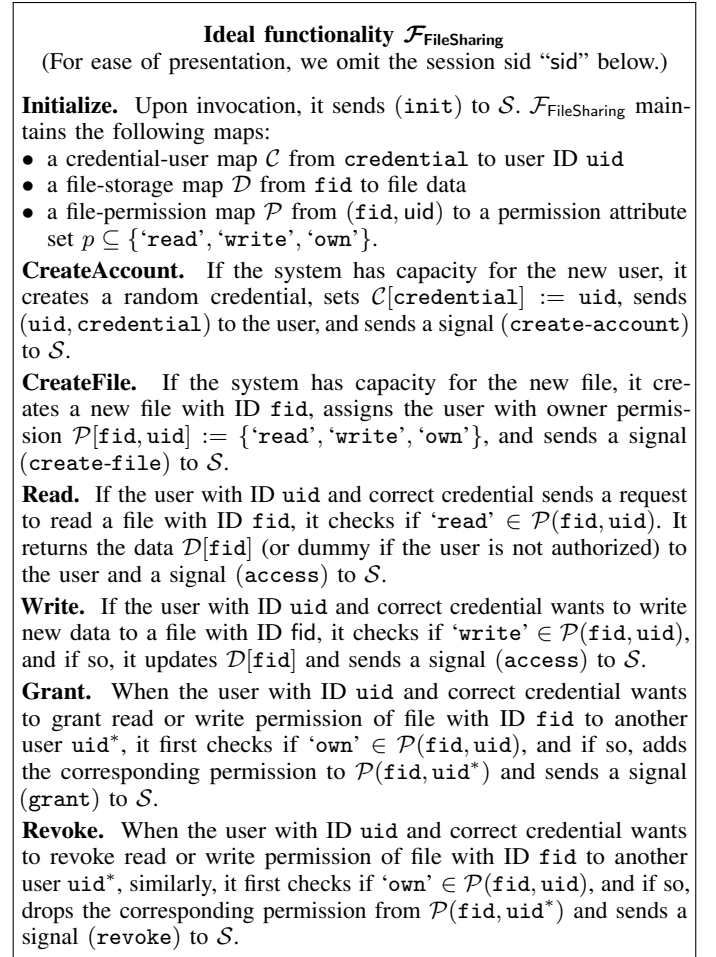 Ideal functionality 𝓕FileSharing
(For ease of presentation, we omit the session sid “sid” below.)
Initialize. Upon invocation, it sends (init) to 𝒮. 𝓕FileSharing main-
tains the following maps:
• a credential-user map 𝒞 from credential to user ID uid
• a file-storage map 𝒟 from fid to file data
• a file-permission map 𝒫 from (fid, uid) to a permission attribute
set p ⊆ {‘read’, ‘write’, ‘own’}.
CreateAccount. If the system has capacity for the new user, it
creates a random credential, sets 𝒞[credential] := uid, sends
(uid, credential) to the user, and sends a signal (create-account)
to 𝒮.
CreateFile. If the system has capacity for the new file, it cre-
ates a new file with ID fid, assigns the user with owner permis-
sion 𝒫[fid, uid] := {‘read’, ‘write’, ‘own’}, and sends a signal
(create-file) to 𝒮.
Read. If the user with ID uid and correct credential sends a request
to read a file with ID fid, it checks if ‘read’ ∈ 𝒫(fid, uid). It
returns the data 𝒟[fid] (or dummy if the user is not authorized) to
the user and a signal (access) to 𝒮.
Write. If the user with ID uid and correct credential wants to write
new data to a file with ID fid, it checks if ‘write’ ∈ 𝒫(fid, uid),
and if so, it updates 𝒟[fid] and sends a signal (access) to 𝒮.
Grant. When the user with ID uid and correct credential wants
to grant read or write permission of file with ID fid to another
user uid*, it first checks if ‘own’ ∈ 𝒫(fid, uid), and if so, adds
the corresponding permission to 𝒫(fid, uid*) and sends a signal
(grant) to 𝒮.
Revoke. When the user with ID uid and correct credential wants
to revoke read or write permission of file with ID fid to another
user uid*, similarly, it first checks if ‘own’ ∈ 𝒫(fid, uid), and if so,
drops the corresponding permission from 𝒫(fid, uid*) and sends a
signal (revoke) to 𝒮.